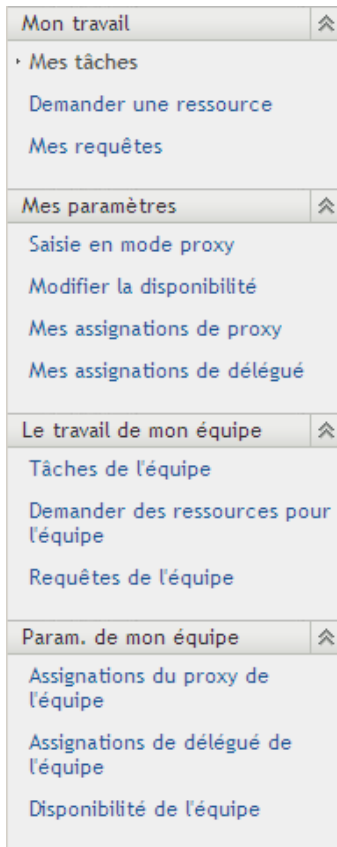 Mon travail
Mes tâches
Demander une ressource
Mes requêtes
Mes paramètres
Saisie en mode proxy
Modifier la disponibilité
Mes assignations de proxy
Mes assignations de délégué
Le travail de mon équipe
Tâches de l'équipe
Demander des ressources pour
l'équipe
Requêtes de l'équipe
Param. de mon équipe
Assignations du proxy de
l'équipe
Assignations de délégué de
l'équipe
Disponibilité de l'équipe